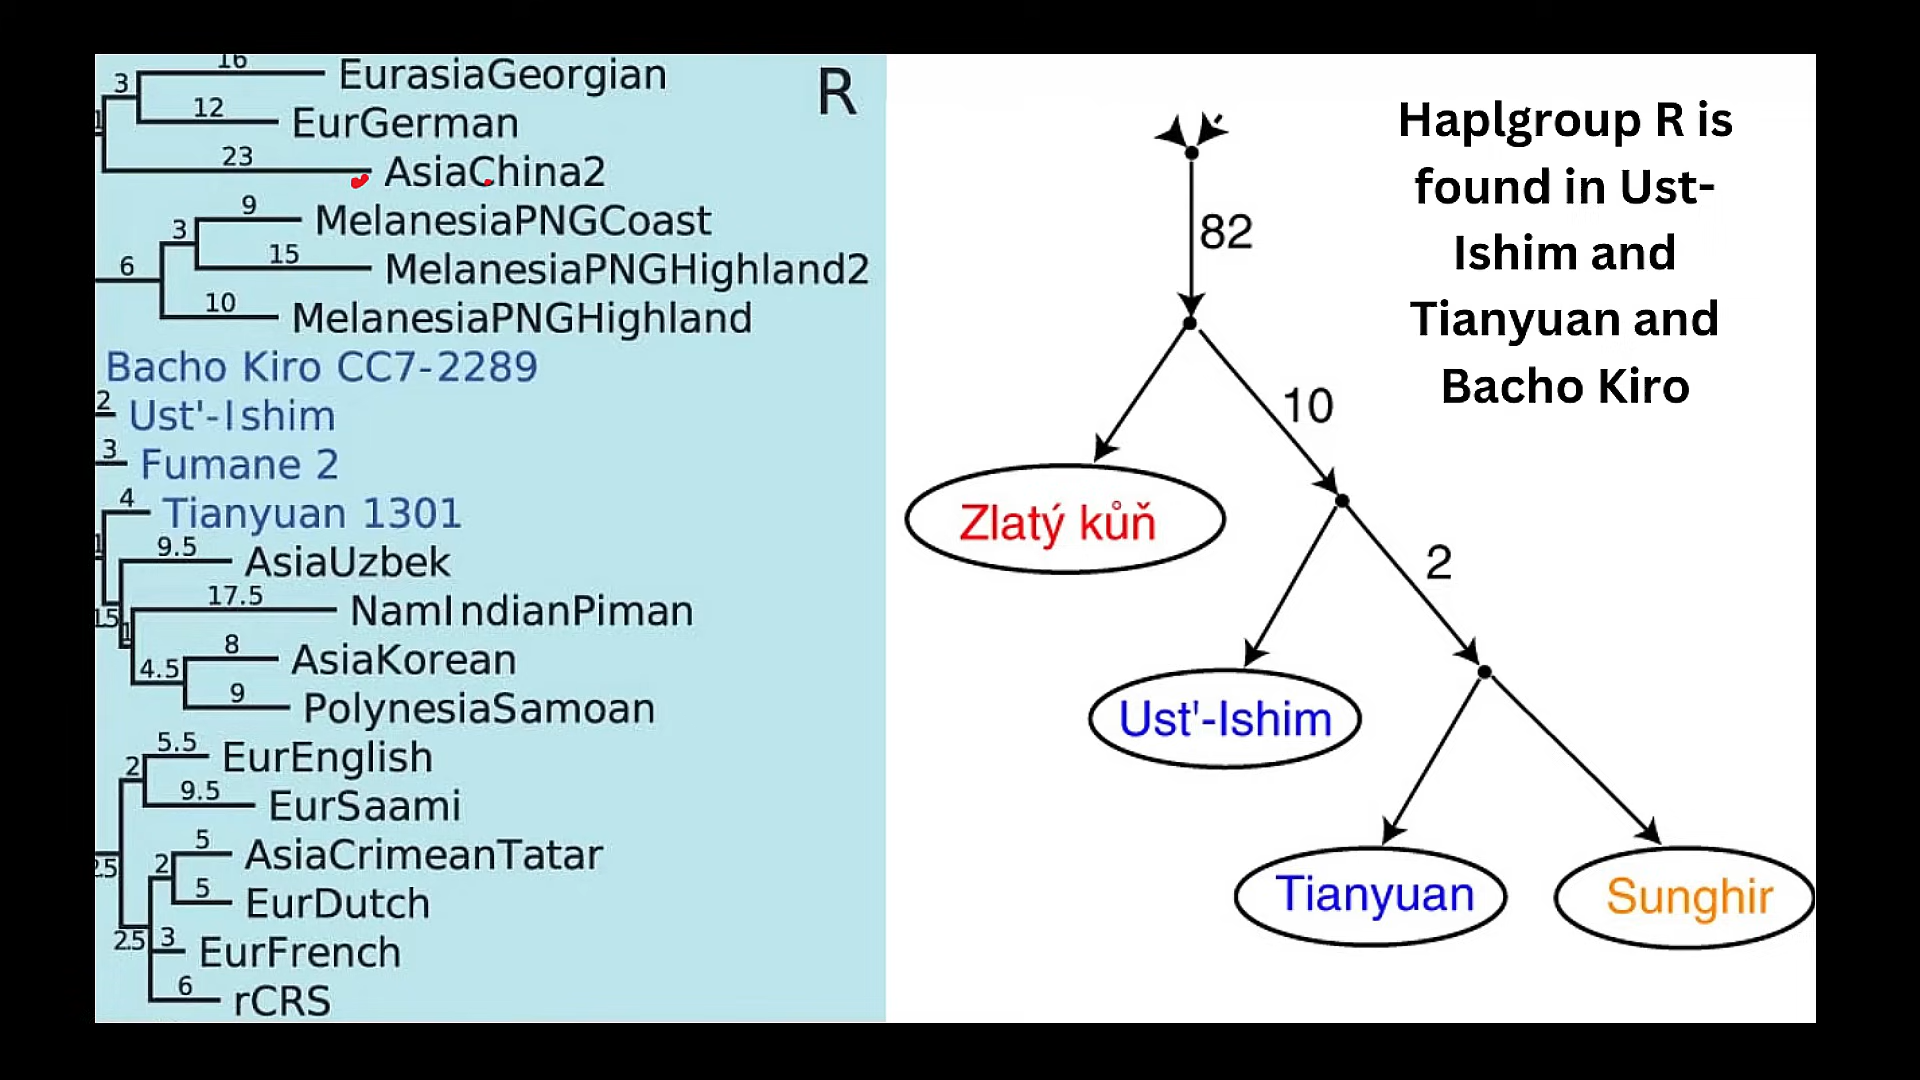 16
3
EurasiaGeorgian
R
12
EurGerman
1
23
AsiaChina2
9
MelanesiaPNGCoast
3
15
MelanesiaPNGHighland2
6
10
MelanesiaPNGHighland
Bacho Kiro CC7-2289
2
Ust'-Ishim
3
Fumane 2
4
Tianyuan 1301
1
9.5
AsiaUzbek
17.5
NamIndianPiman
1
8
AsiaKorean
4.5
9
PolynesiaSamoan
5.5
EurEnglish
2
9.5
EurSaami
5
AsiaCrimeanTatar
2
5
EurDutch
2.5
3
EurFrench
6
rCRS
82
10
Zlatý kůň
2
Ust'-Ishim
Tianyuan
Sunghir
Haplgroup R is
found in Ust-
Ishim and
Tianyuan and
Bacho Kiro